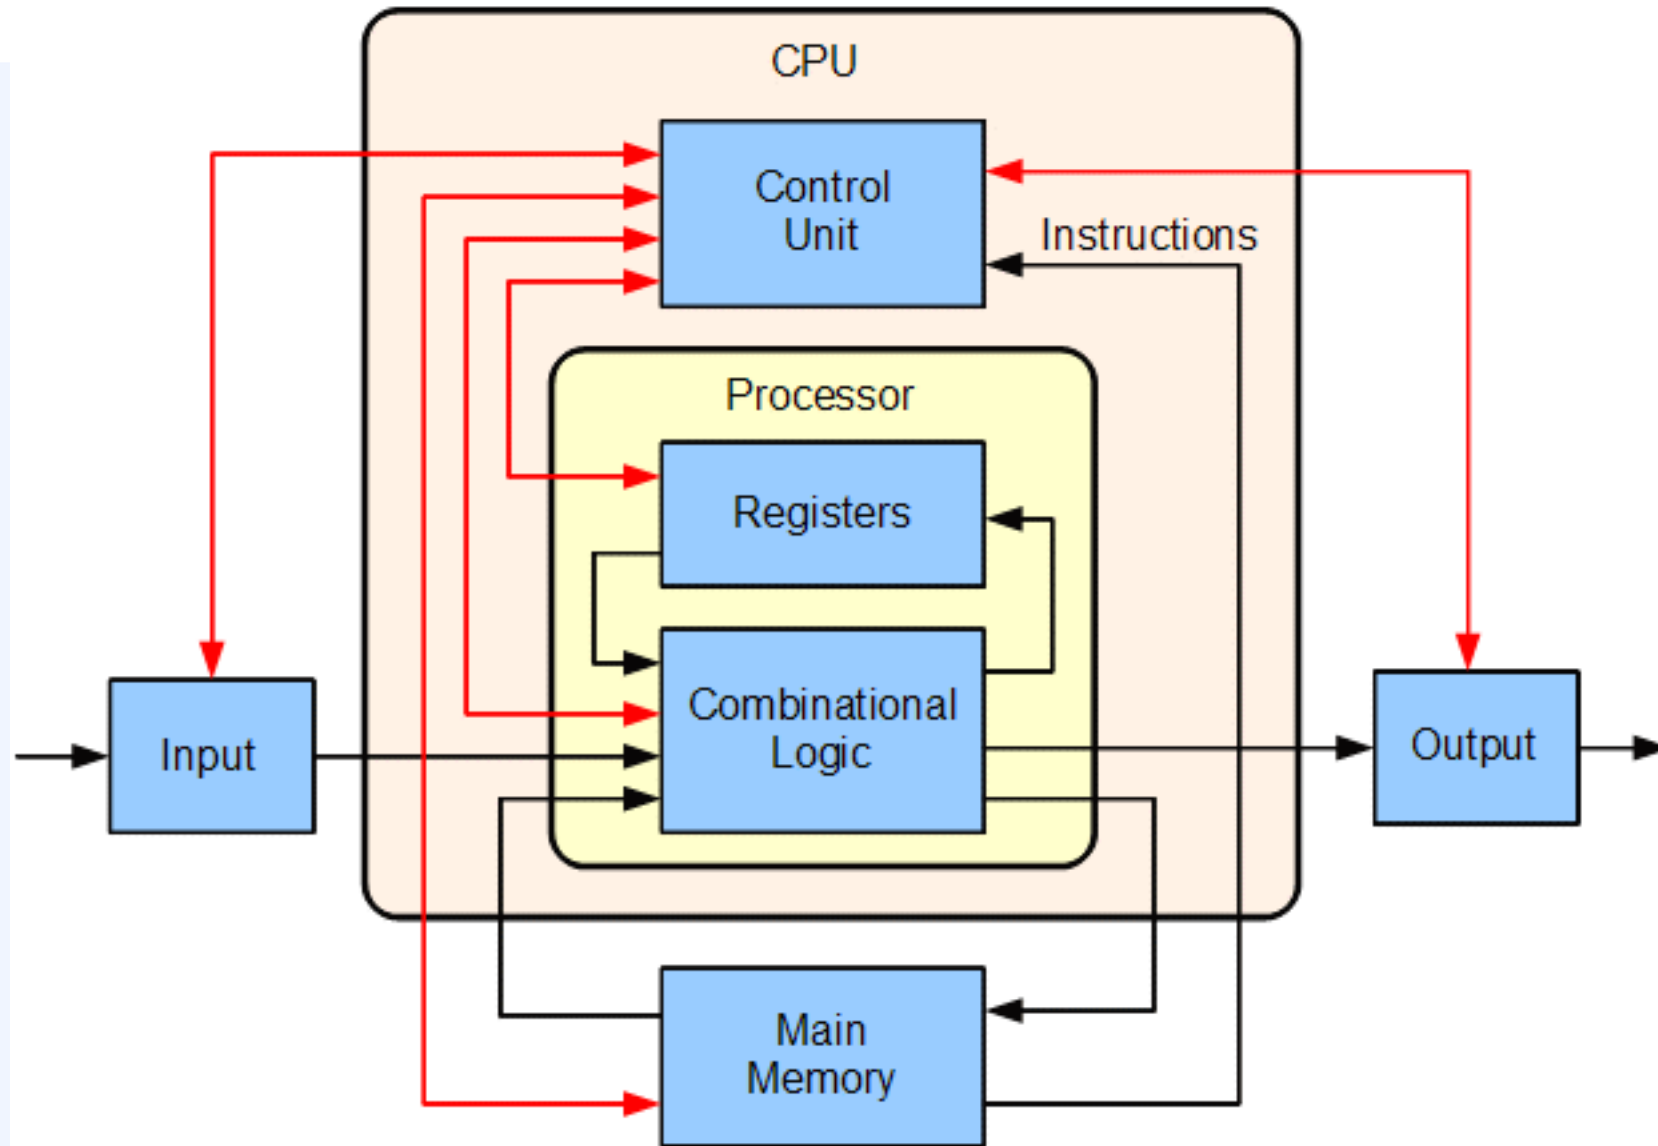 CPU
Control
Unit
Instructions
Processor
Registers
Combinational
Logic
Input
Output
Main
Memory